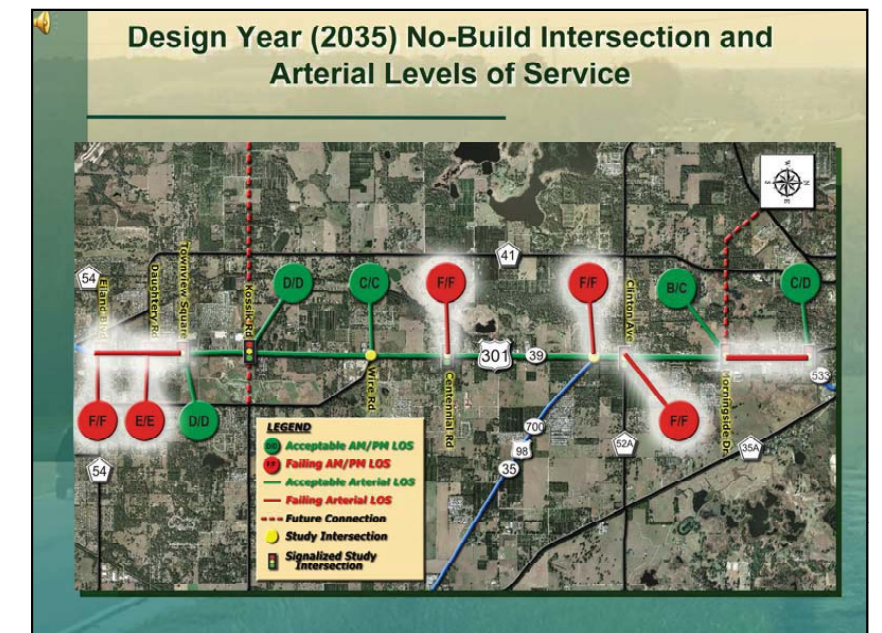 Design Year (2035) No-Build Intersection and
Arterial Levels of Service
41
54
Daughtery Rd
Townview Square
Kossik Rd
D/D
C/C
F/F
F/F
Clinton Ave
B/C
C/D
301
39
Wire Rd
Centennial Rd
Morningside Dr
533
F/F
E/E
D/D
F/F
700
98
35
52A
35A
54
LEGEND
D/D Acceptable AM/PM LOS
Failing AM/PM LOS
Acceptable Arterial LOS
Failing Arterial LOS
Future Connection
Study Intersection
Signalized Study
Intersection